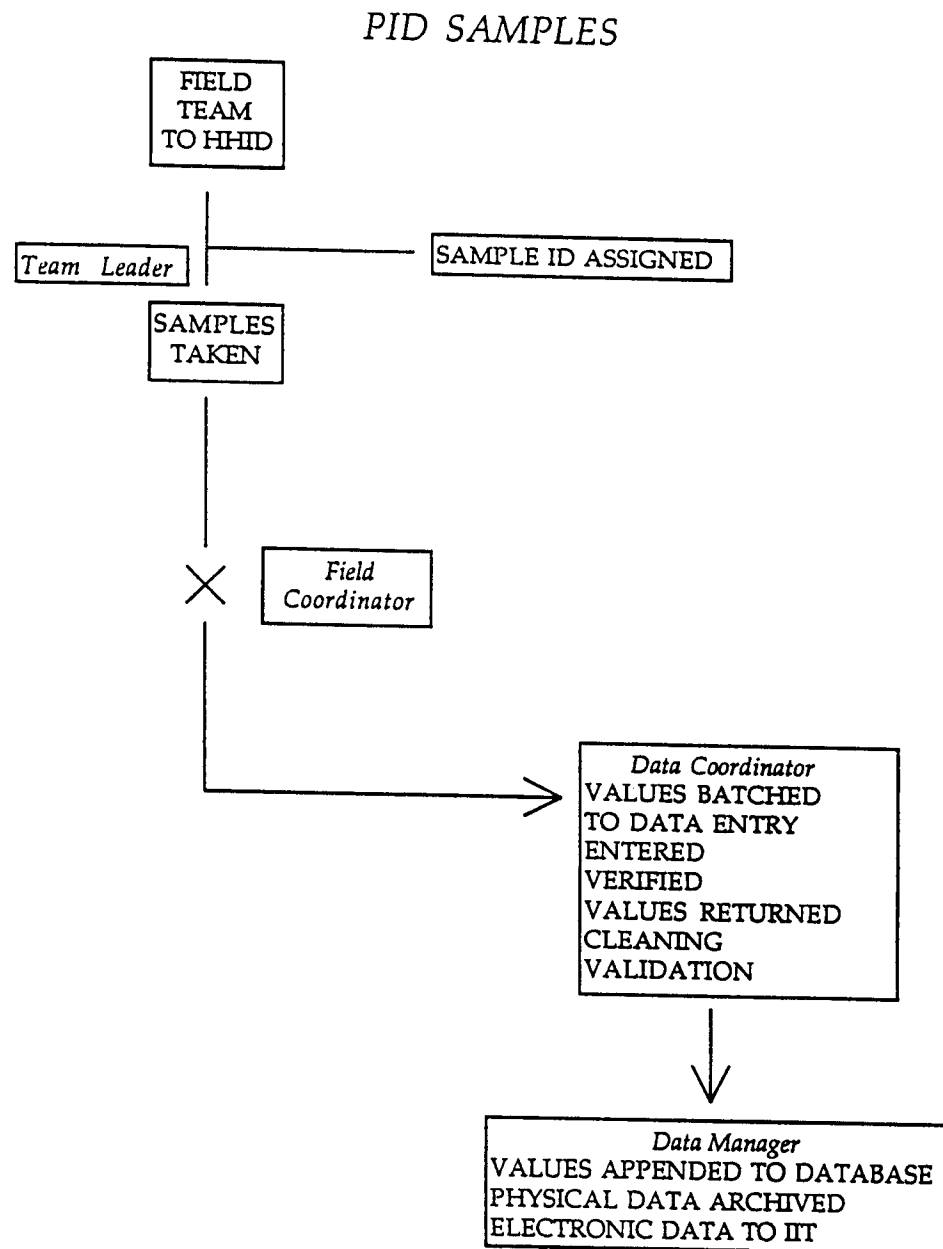 PID SAMPLES
FIELD
TEAM
TO HHID
Team Leader
SAMPLE ID ASSIGNED
SAMPLES
TAKEN
Field
Coordinator
Data Coordinator
VALUES BATCHED
TO DATA ENTRY
ENTERED
VERIFIED
VALUES RETURNED
CLEANING
VALIDATION
Data Manager
VALUES APPENDED TO DATABASE
PHYSICAL DATA ARCHIVED
ELECTRONIC DATA TO IIT